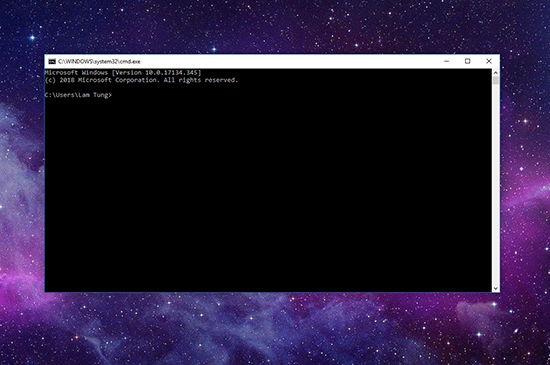 C:\WINDOWS\system32\cmd.exe
Microsoft Windows [Version 10.0.17134.345]
(c) 2018 Microsoft Corporation. All rights reserved.
C:\Users\Lam Tung>